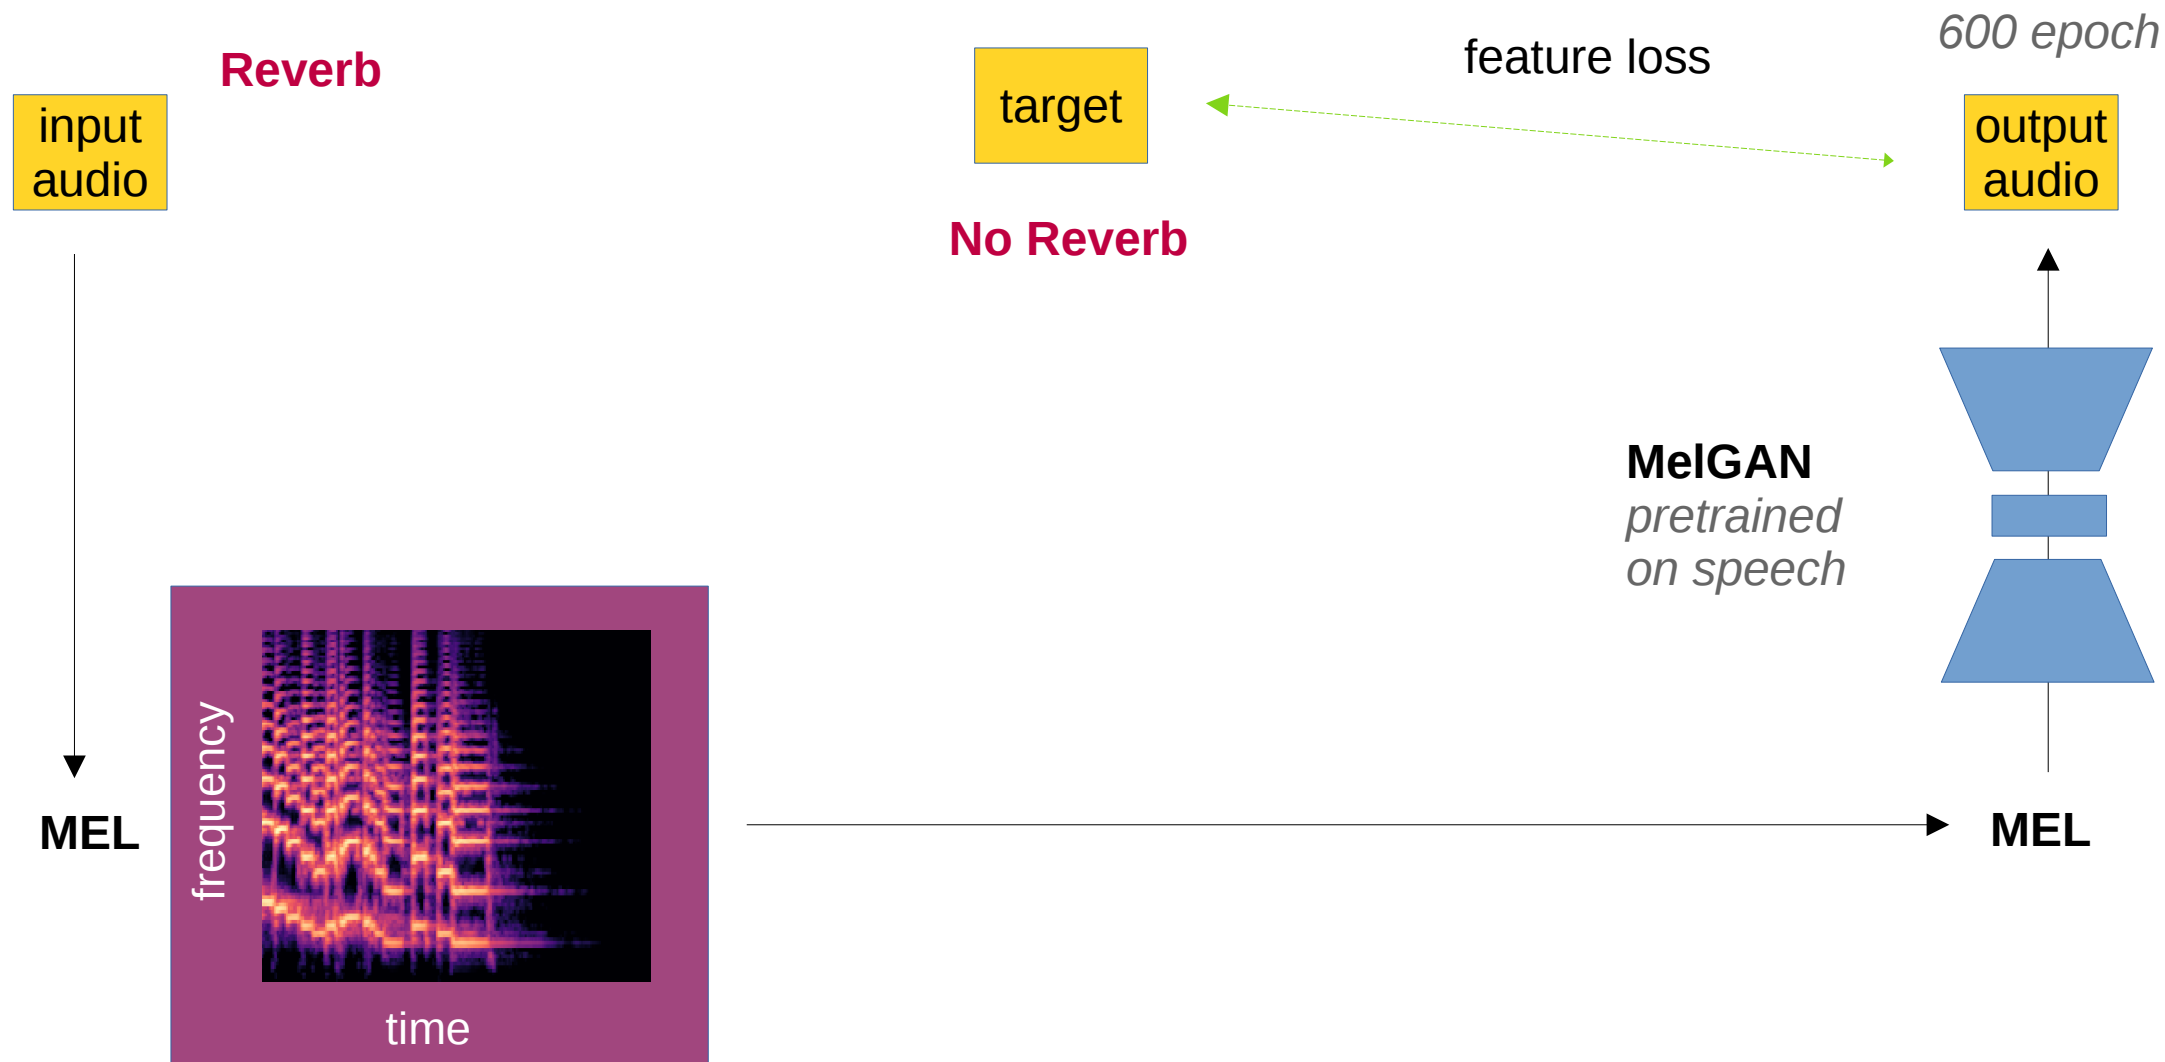 600 epoch
Reverb
feature loss
input
audio
target
output
audio
No Reverb
MelGAN
pretrained
on speech
frequency
MEL
MEL
time